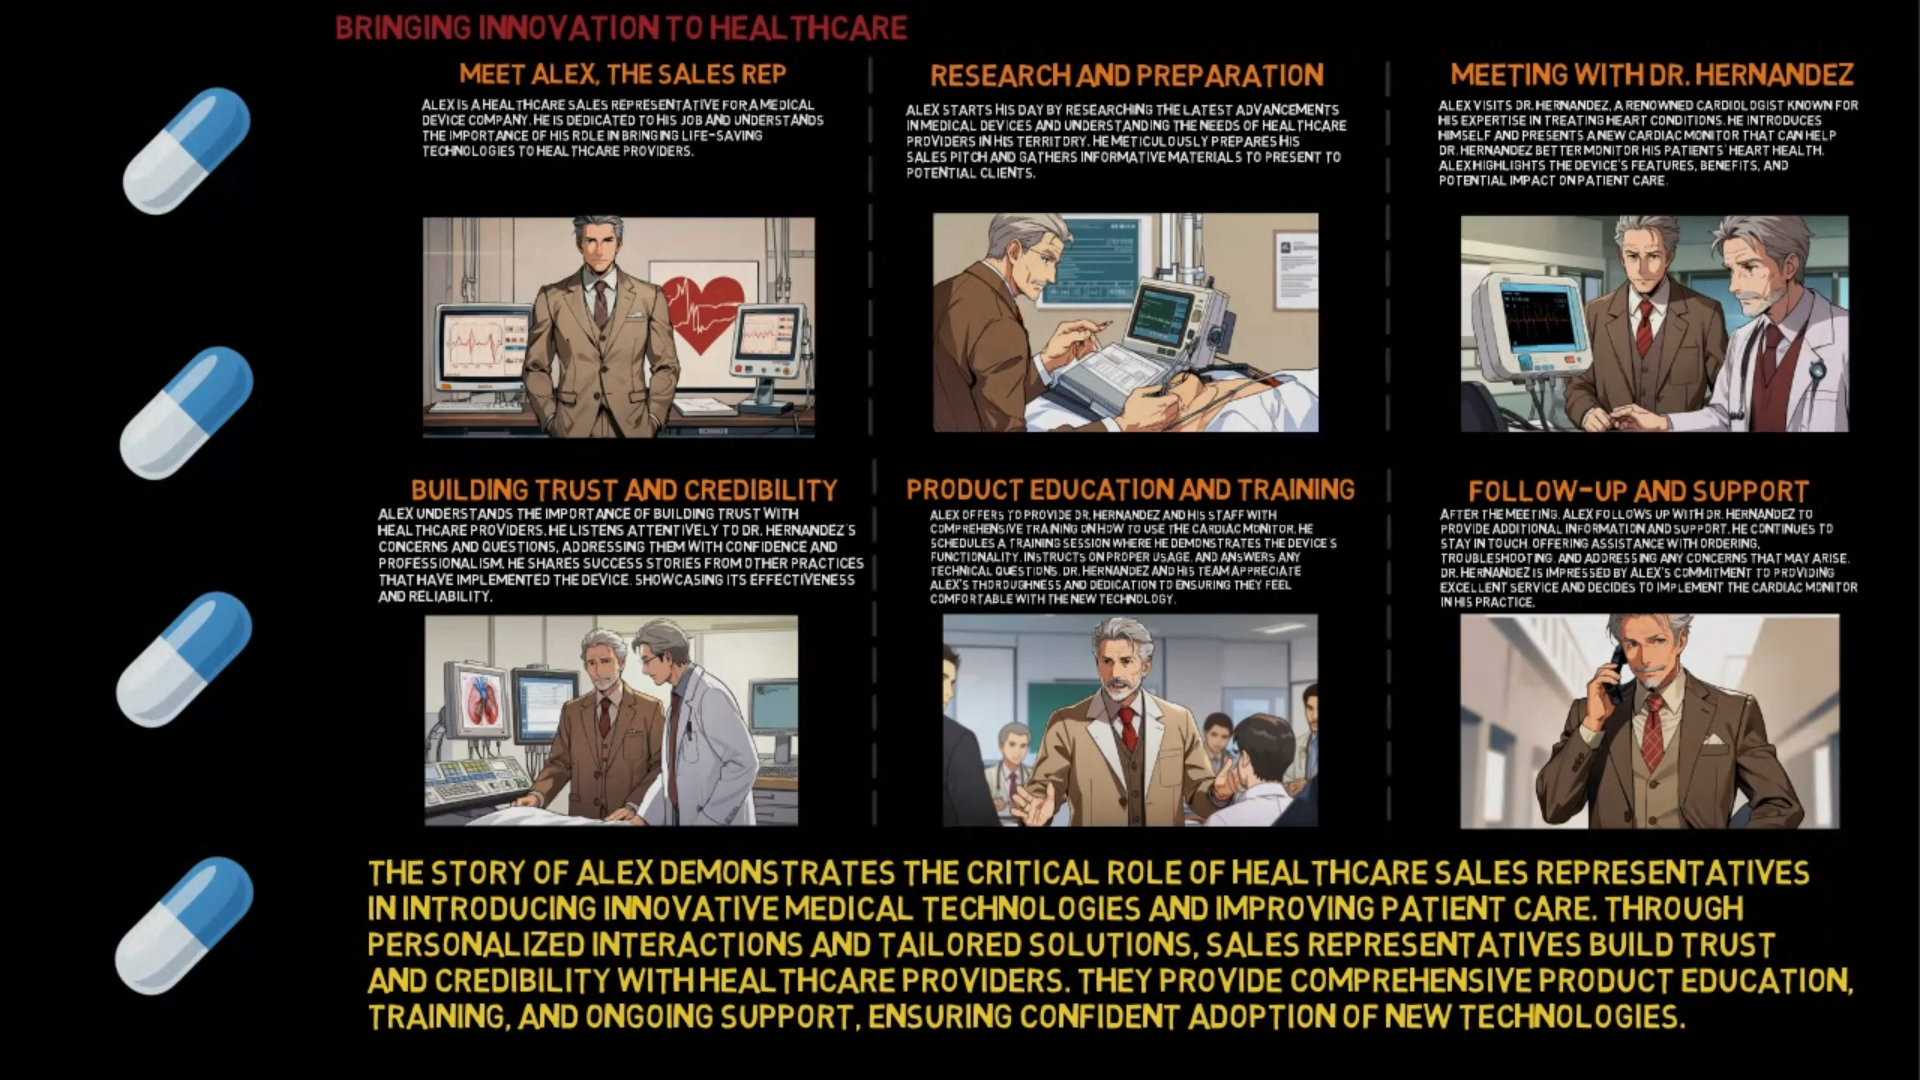 BRINGING INNOVATION TO HEALTHCARE
MEET ALEX, THE SALES REP
ALEX IS A HEALTHCARE SALES REPRESENTATIVE FOR A MEDICAL
DEVICE COMPANY. HE IS DEDICATED TO HIS JOB AND UNDERSTANDS
THE IMPORTANCE OF HIS ROLE IN BRINGING LIFE-SAVING
TECHNOLOGIES TO HEALTHCARE PROVIDERS.
RESEARCH AND PREPARATION
ALEX STARTS HIS DAY BY RESEARCHING THE LATEST ADVANCEMENTS
IN MEDICAL DEVICES AND UNDERSTANDING THE NEEDS OF HEALTHCARE
PROVIDERS IN HIS TERRITORY. HE METICULOUSLY PREPARES HIS
SALES PITCH AND GATHERS INFORMATIVE MATERIALS TO PRESENT TO
POTENTIAL CLIENTS.
MEETING WITH DR. HERNANDEZ
ALEX VISITS DR. HERNANDEZ, A RENOWNED CARDIOLOGIST KNOWN FOR
HIS EXPERTISE IN TREATING HEART CONDITIONS. HE INTRODUCES
HIMSELF AND PRESENTS A NEW CARDIAC MONITOR THAT CAN HELP
DR. HERNANDEZ BETTER MONITOR HIS PATIENTS' HEART HEALTH.
ALEX HIGHLIGHTS THE DEVICE'S FEATURES, BENEFITS, AND
POTENTIAL IMPACT ON PATIENT CARE.
BUILDING TRUST AND CREDIBILITY
ALEX UNDERSTANDS THE IMPORTANCE OF BUILDING TRUST WITH
HEALTHCARE PROVIDERS. HE LISTENS ATTENTIVELY TO DR. HERNANDEZ'S
CONCERNS AND QUESTIONS, ADDRESSING THEM WITH CONFIDENCE AND
PROFESSIONALISM. HE SHARES SUCCESS STORIES FROM OTHER PRACTICES
THAT HAVE IMPLEMENTED THE DEVICE, SHOWCASING ITS EFFECTIVENESS
AND RELIABILITY.
PRODUCT EDUCATION AND TRAINING
ALEX OFFERS TO PROVIDE DR. HERNANDEZ AND HIS STAFF WITH
COMPREHENSIVE TRAINING ON HOW TO USE THE CARDIAC MONITOR. HE
SCHEDULES A TRAINING SESSION WHERE HE DEMONSTRATES THE DEVICE'S
FUNCTIONALITY, INSTRUCTS ON PROPER USAGE, AND ANSWERS ANY
TECHNICAL QUESTIONS. DR. HERNANDEZ AND HIS TEAM APPRECIATE
ALEX'S THOROUGHNESS AND DEDICATION TO ENSURING THEY FEEL
COMFORTABLE WITH THE NEW TECHNOLOGY.
FOLLOW-UP AND SUPPORT
AFTER THE MEETING, ALEX FOLLOWS UP WITH DR. HERNANDEZ TO
PROVIDE ADDITIONAL INFORMATION AND SUPPORT. HE CONTINUES TO
STAY IN TOUCH, OFFERING ASSISTANCE WITH ORDERING,
TROUBLESHOOTING, AND ADDRESSING ANY CONCERNS THAT MAY ARISE.
DR. HERNANDEZ IS IMPRESSED BY ALEX'S COMMITMENT TO PROVIDING
EXCELLENT SERVICE AND DECIDES TO IMPLEMENT THE CARDIAC MONITOR
IN HIS PRACTICE.
THE STORY OF ALEX DEMONSTRATES THE CRITICAL ROLE OF HEALTHCARE SALES REPRESENTATIVES
IN INTRODUCING INNOVATIVE MEDICAL TECHNOLOGIES AND IMPROVING PATIENT CARE. THROUGH
PERSONALIZED INTERACTIONS AND TAILORED SOLUTIONS, SALES REPRESENTATIVES BUILD TRUST
AND CREDIBILITY WITH HEALTHCARE PROVIDERS. THEY PROVIDE COMPREHENSIVE PRODUCT EDUCATION,
TRAINING, AND ONGOING SUPPORT, ENSURING CONFIDENT ADOPTION OF NEW TECHNOLOGIES.